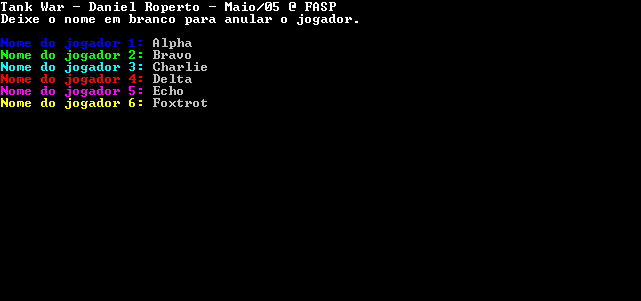 Tank War - Daniel Roperto - Maio/05 @ FASP
Deixe o nome em branco para anular o jogador.
Nome do jogador 1: Alpha
Nome do jogador 2: Bravo
Nome do jogador 3: Charlie
Nome do jogador 4: Delta
Nome do jogador 5: Echo
Nome do jogador 6: Foxtrot